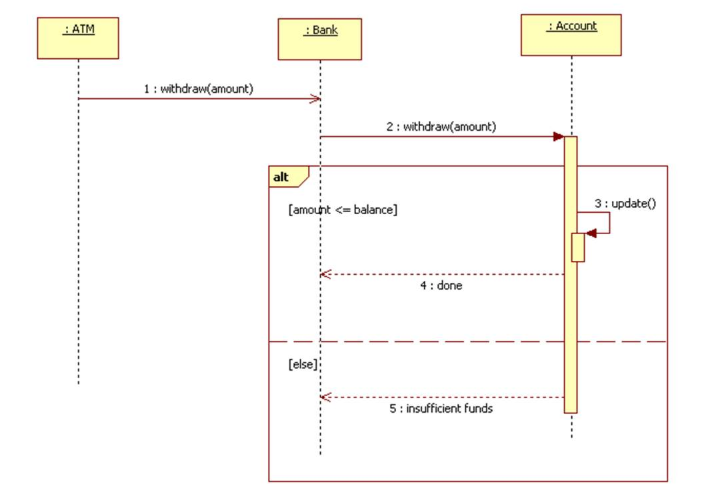 : ATM
: Bank
: Account
1 : withdraw(amount)
2 : withdraw(amount)
alt
3 : update()
[amount <= balance]
4 : done
[else]
5 : insufficient funds